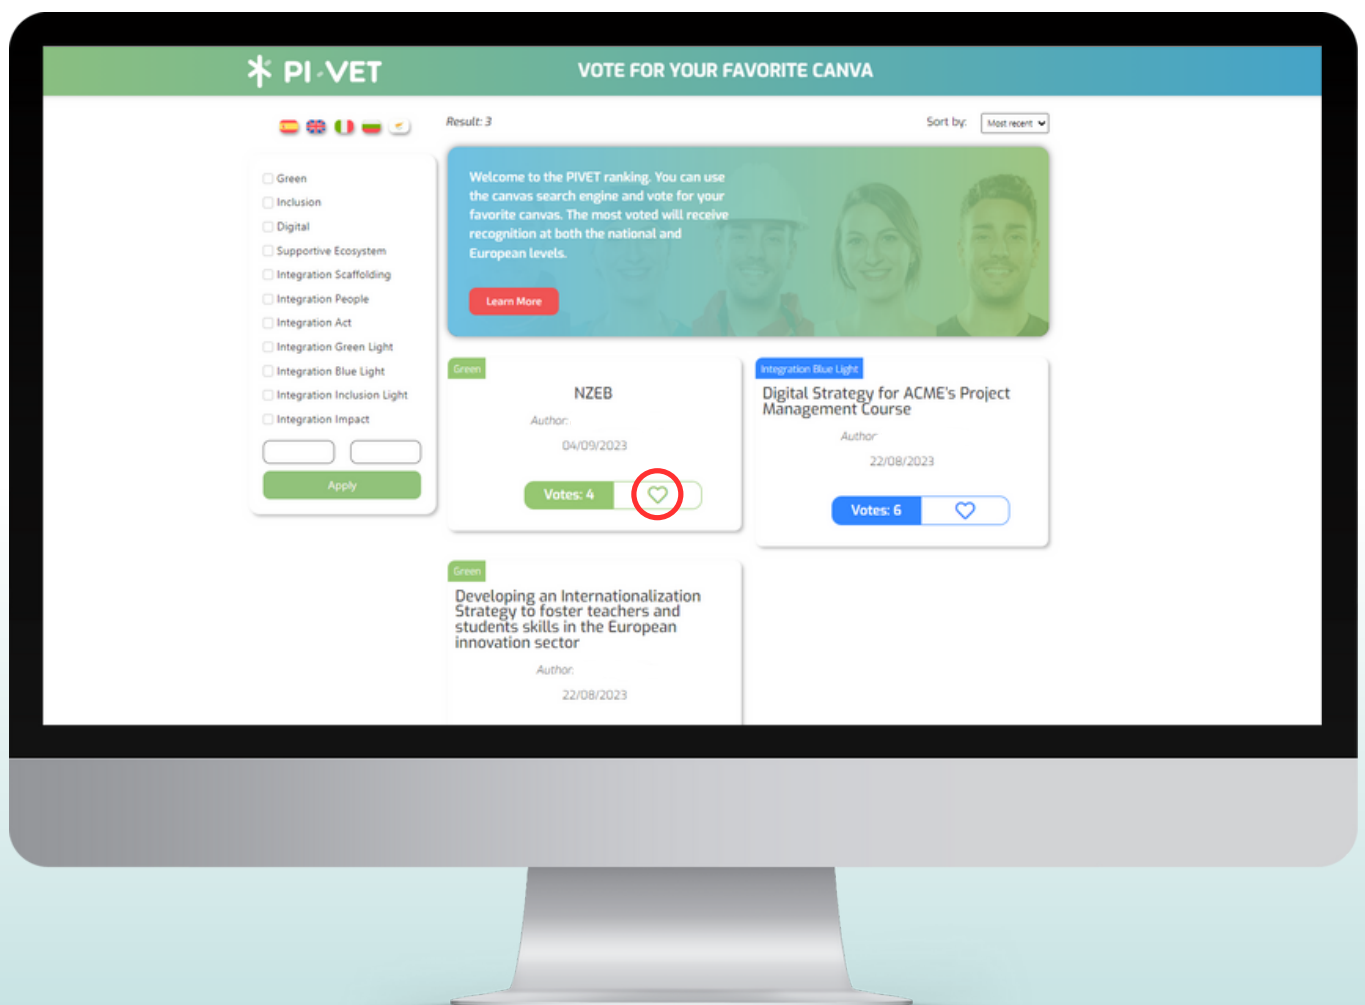 PI-VET
VOTE FOR YOUR FAVORITE CANVA
Result: 3
Sort by:
Most recent
Green
Inclusion
Digital
Supportive Ecosystem
Integration Scaffolding
Integration People
Integration Act
Integration Green Light
Integration Blue Light
Integration Inclusion Light
Integration Impact
Apply
Welcome to the PIVET ranking. You can use
the canvas search engine and vote for your
favorite canvas. The most voted will receive
recognition at both the national and
European levels.
Learn More
Green
NZEB
Author:
04/09/2023
Votes: 4
Integration Blue Light
Digital Strategy for ACME's Project
Management Course
Author
22/08/2023
Votes: 6
Green
Developing an Internationalization
Strategy to foster teachers and
students skills in the European
innovation sector
Author:
22/08/2023